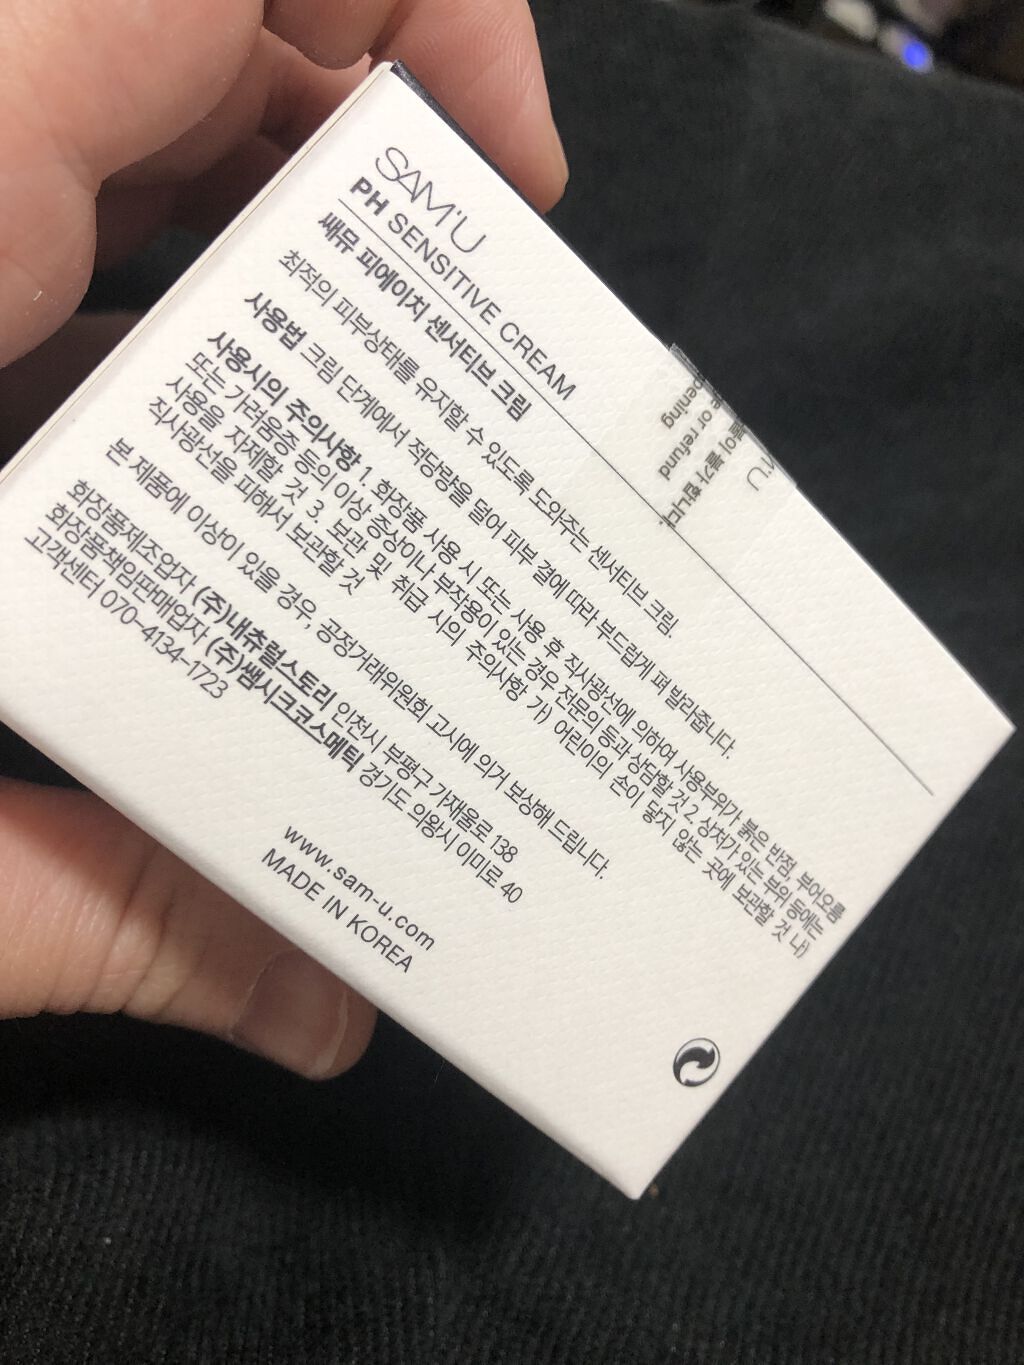 SAM'U
PH SENSITIVE CREAM
쌔뮤 피에이치 센서티브 크림
최적의 피부상태를 유지할 수 있도록 도와주는 센서티브 크림.
사용법 크림 단계에서 적당량을 덜어 피부 결에 따라 부드럽게 펴 발라줍니다.
사용시의 주의사항 1. 화장품 사용 시 또는 사용 후 직사광선에 의하여 사용부위가 붉은 반점, 부어오름
또는 가려움증 등의 이상 증상이나 부작용이 있는 경우 전문의 등과 상담할 것 2. 상처가 있는 부위 등에는
사용을 자제할 것 3. 보관 및 취급 시의 주의사항 가) 어린이의 손이 닿지 않는 곳에 보관할 것 나)
직사광선을 피해서 보관할 것
본 제품에 이상이 있을 경우, 공정거래위원회 고시에 의거 보상해 드립니다.
화장품제조업자 (주)내츄럴스토리 인천시 부평구 가재울로 138
화장품책임판매업자 (주)쌤시크코스메틱 경기도 의왕시 이미로 40
고객센터 070-4134-1723
www.sam-u.com
MADE IN KOREA
불가 합니다.
or refund